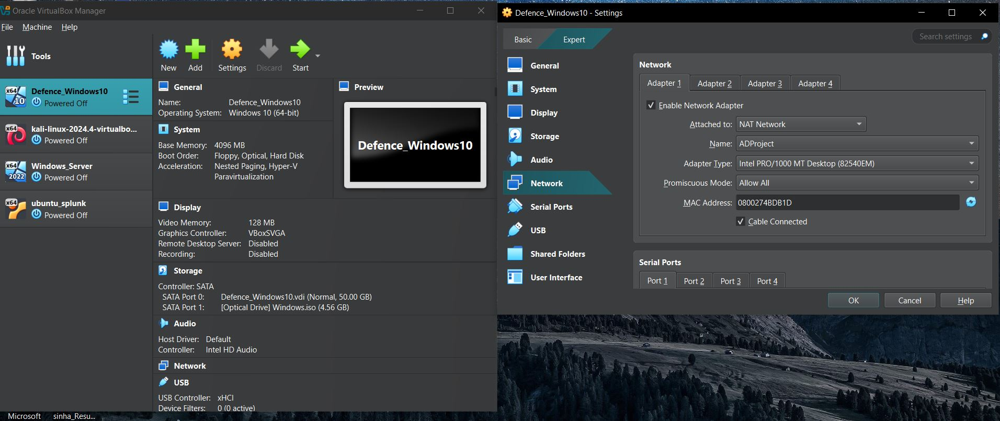 Oracle VirtualBox Manager
File Machine Help
Tools
x64 10 Defence_Windows10
Powered Off
x64 kali-linux-2024.4-virtualbo...
Powered Off
x64 2022 Windows_Server
Powered Off
x64 ubuntu_splunk
Powered Off
New Add Settings Discard Start
General
Name: Defence_Windows10
Operating System: Windows 10 (64-bit)
System
Base Memory: 4096 MB
Boot Order: Floppy, Optical, Hard Disk
Acceleration: Nested Paging, Hyper-V
Paravirtualization
Preview
Defence_Windows10
Display
Video Memory: 128 MB
Graphics Controller: VBoxSVGA
Remote Desktop Server: Disabled
Recording: Disabled
Storage
Controller: SATA
SATA Port 0: Defence_Windows10.vdi (Normal, 50.00 GB)
SATA Port 1: [Optical Drive] Windows.iso (4.56 GB)
Audio
Host Driver: Default
Controller: Intel HD Audio
Network
USB
USB Controller: xHCI
Device Filters: 0 (0 active)
Microsoft sinha_Resu...
Defence_Windows10 - Settings
Basic Expert
Search settings
General
System
Display
Storage
Audio
Network
Serial Ports
USB
Shared Folders
User Interface
Network
Adapter 1 Adapter 2 Adapter 3 Adapter 4
Enable Network Adapter
Attached to: NAT Network
Name: ADProject
Adapter Type: Intel PRO/1000 MT Desktop (82540EM)
Promiscuous Mode: Allow All
MAC Address: 0800274BDB1D
Cable Connected
Serial Ports
Port 1 Port 2 Port 3 Port 4
OK Cancel Help